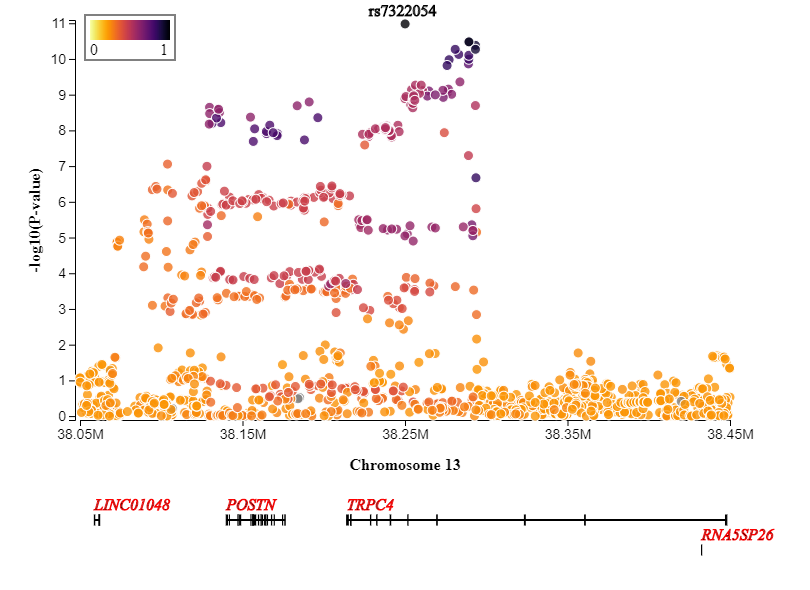 rs7322054
0 1
-log10(P-value)
11
10
9
8
7
6
5
4
3
2
1
0
38.05M 38.15M 38.25M 38.35M 38.45M
Chromosome 13
LINC01048 POSTN TRPC4
RNA5SP26